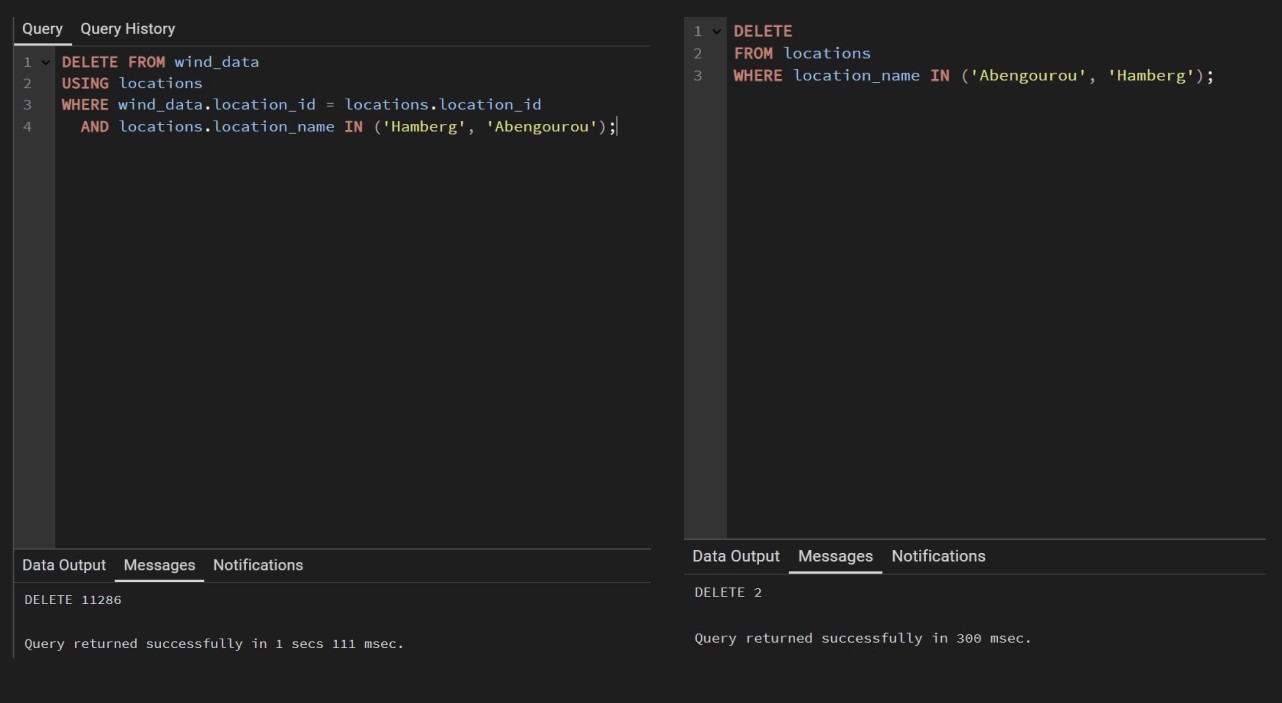 Query Query History
1 DELETE FROM wind_data
2 USING locations
3 WHERE wind_data.location_id = locations.location_id
4 AND locations.location_name IN ('Hamberg', 'Abengourou');
Data Output Messages Notifications
DELETE 11286
Query returned successfully in 1 secs 111 msec.
1 DELETE
2 FROM locations
3 WHERE location_name IN ('Abengourou', 'Hamberg');
Data Output Messages Notifications
DELETE 2
Query returned successfully in 300 msec.